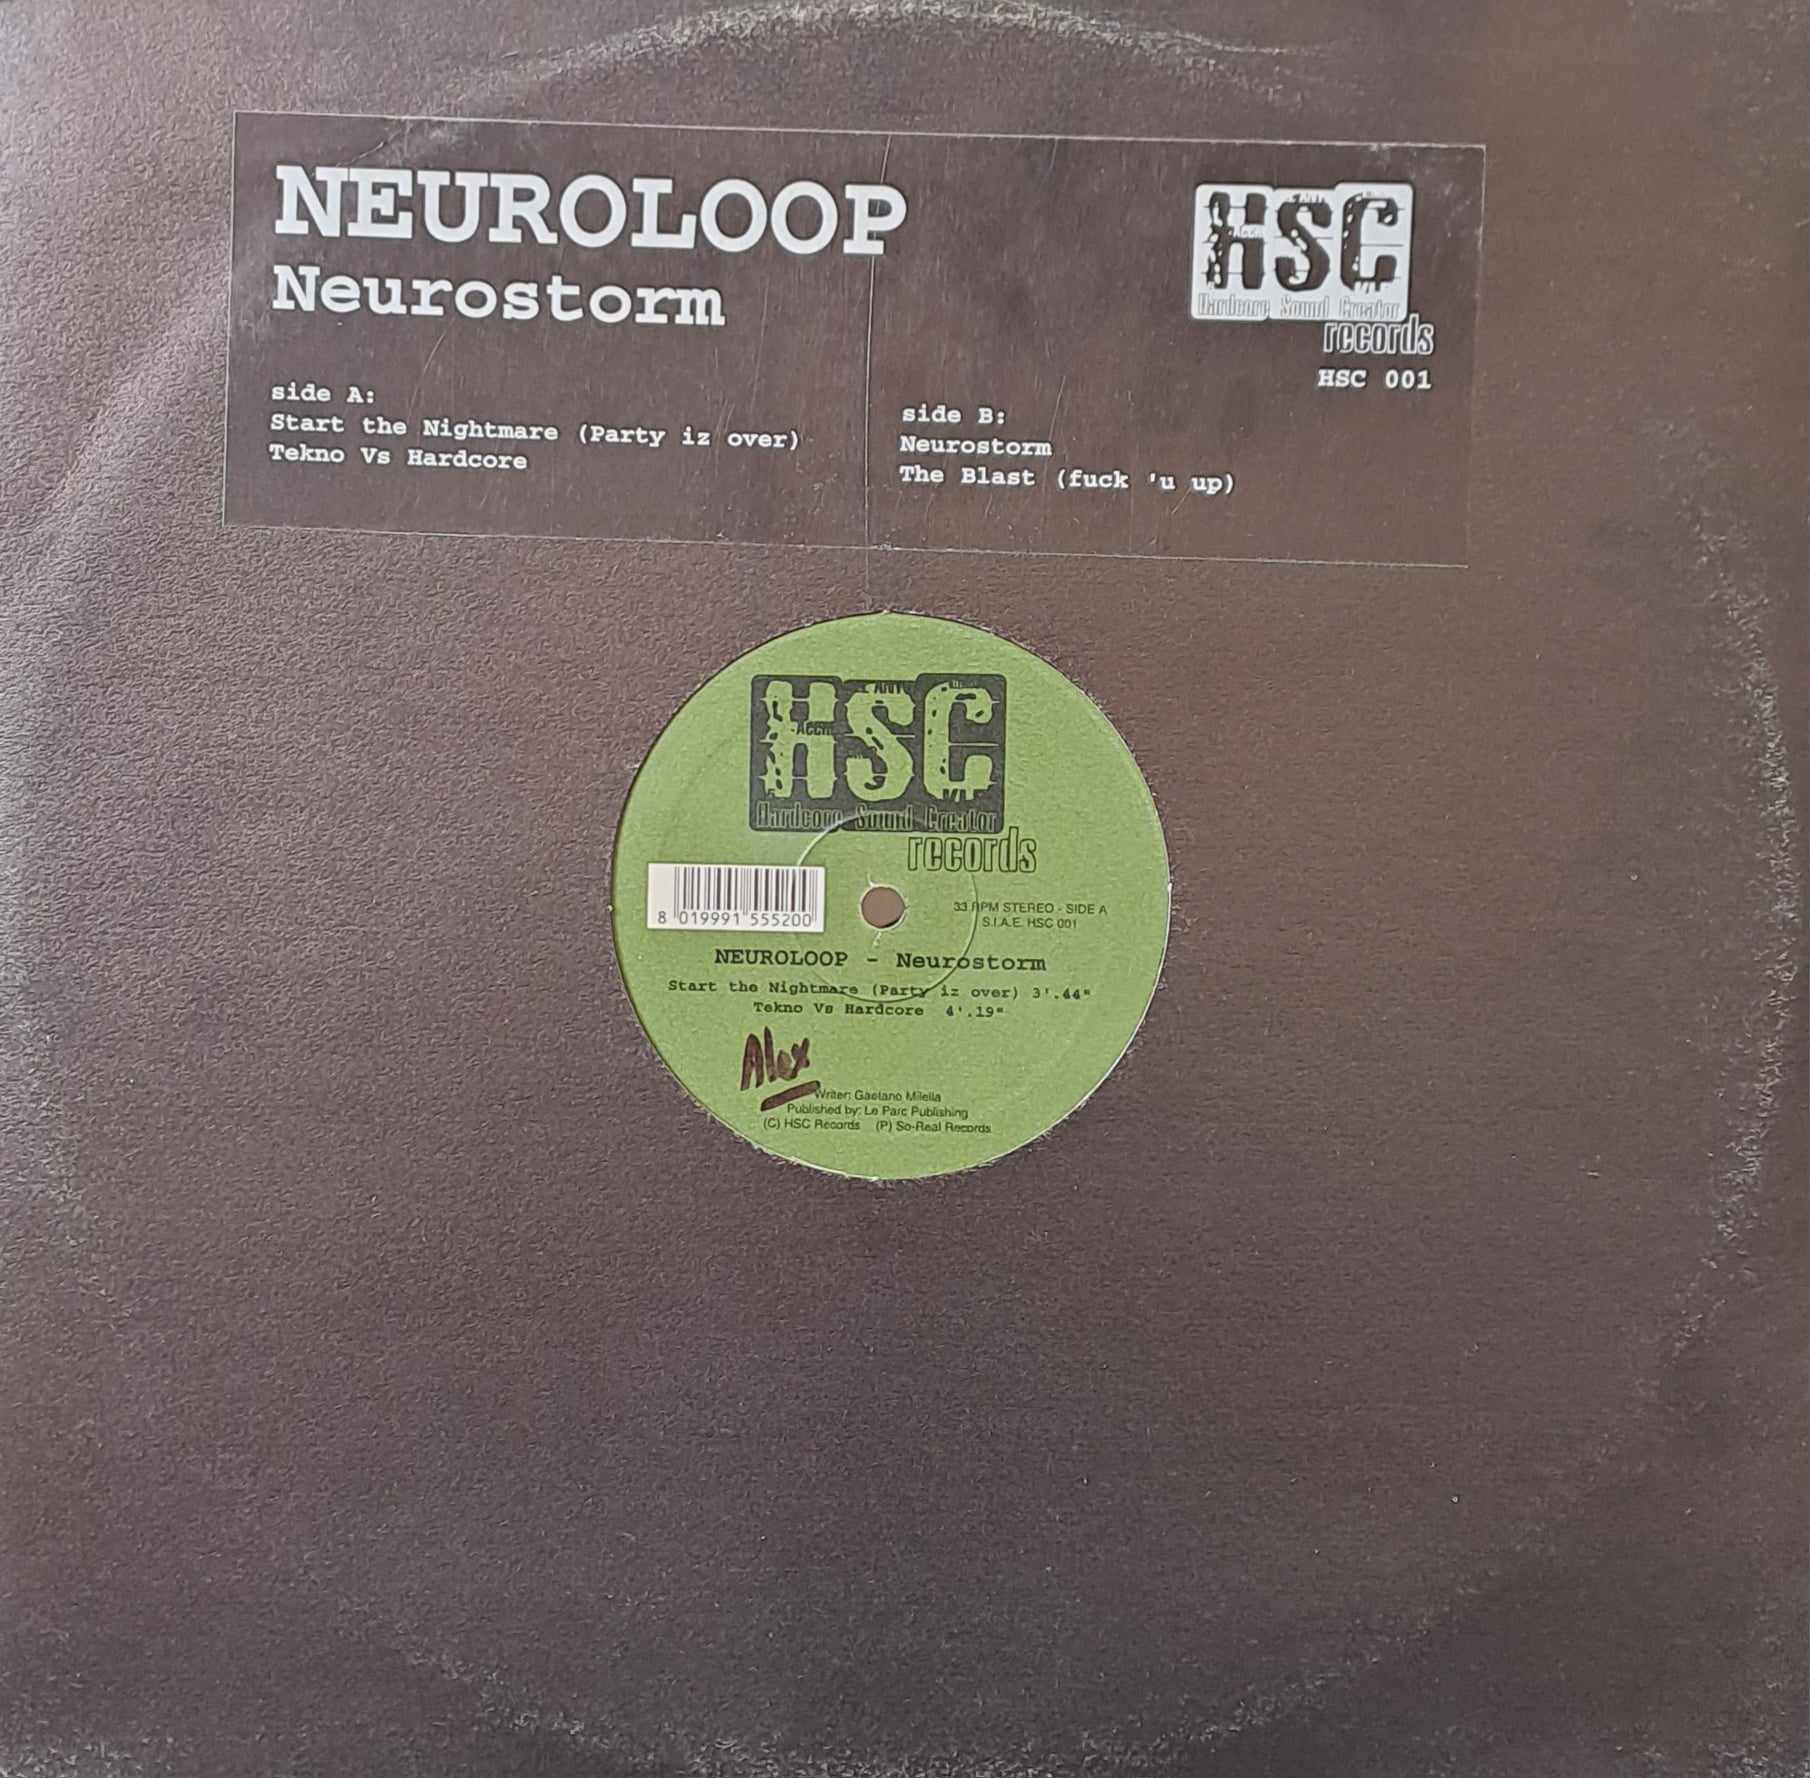 NEUROLOOP
Neurostorm
HSC
Hardcore Sound Creator
records
HSC 001
side A:
Start the Nightmare (Party iz over)
Tekno Vs Hardcore
side B:
Neurostorm
The Blast (fuck 'u up)
HSC
Hardcore Sound Creator
records
8 019991 555200
33 RPM STEREO - SIDE A
S.I.A.E. HSC 001
NEUROLOOP - Neurostorm
Start the Nightmare (Party iz over) 3'.44"
Tekno Vs Hardcore 4'.19"
Alex
Writer: Gaetano Milella
Published by: Le Parc Publishing
(C) HSC Records (P) So-Real Records